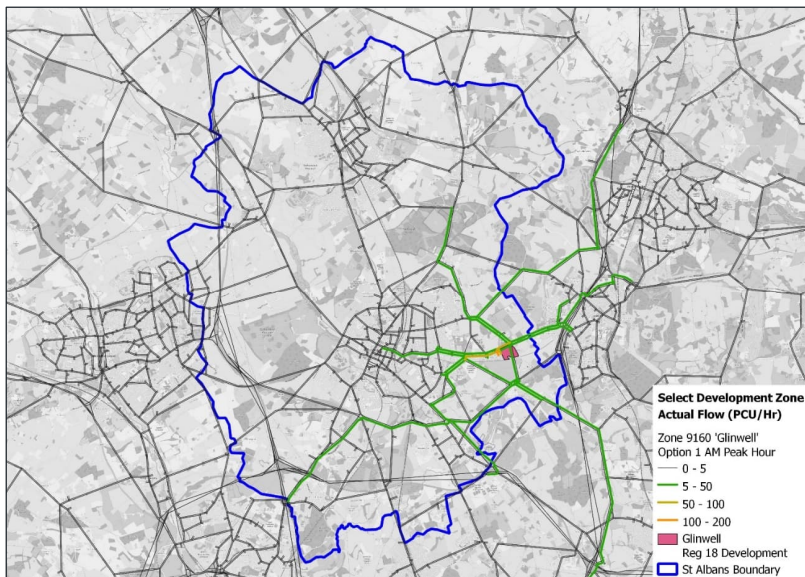 Select Development Zone
Actual Flow (PCU/Hr)
Zone 9160 'Glinwell'
Option 1 AM Peak Hour
0 - 5
5 - 50
50 - 100
100 - 200
Glinwell
Reg 18 Development
St Albans Boundary